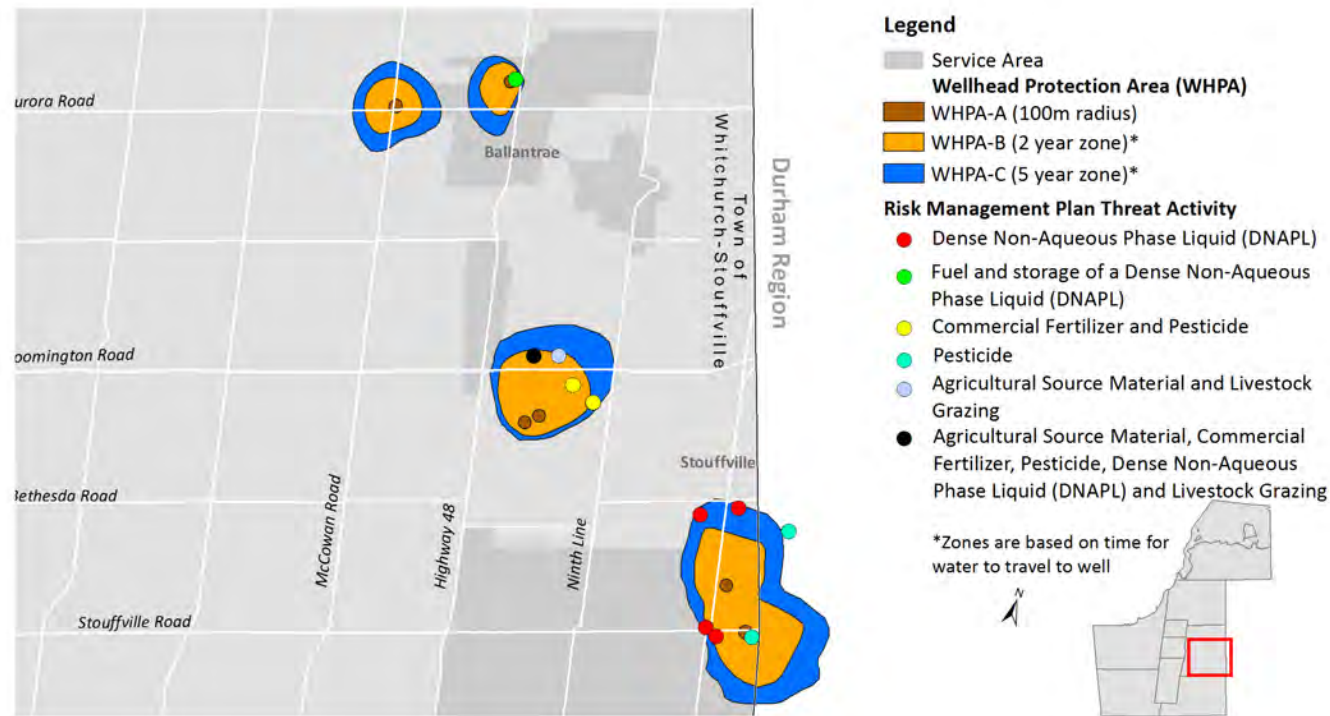 urora Road
Ballantrae
Town of
Whitchurch-Stouffville
Durham Region
oomington Road
Stouffville
Bethesda Road
McCowan Road
Highway 48
Ninth Line
Stouffville Road
Legend
Service Area
Wellhead Protection Area (WHPA)
WHPA-A (100m radius)
WHPA-B (2 year zone)*
WHPA-C (5 year zone)*
Risk Management Plan Threat Activity
Dense Non-Aqueous Phase Liquid (DNAPL)
Fuel and storage of a Dense Non-Aqueous
Phase Liquid (DNAPL)
Commercial Fertilizer and Pesticide
Pesticide
Agricultural Source Material and Livestock
Grazing
Agricultural Source Material, Commercial
Fertilizer, Pesticide, Dense Non-Aqueous
Phase Liquid (DNAPL) and Livestock Grazing
*Zones are based on time for
water to travel to well
N